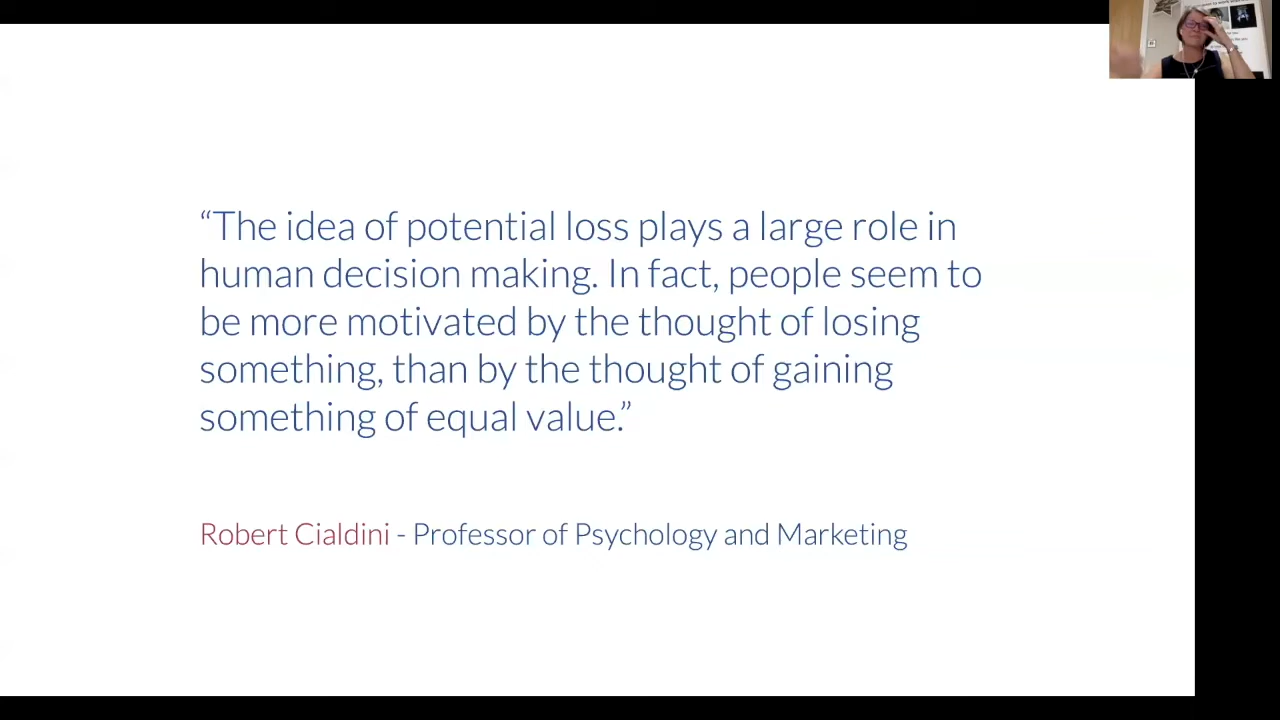 “The idea of potential loss plays a large role in
human decision making. In fact, people seem to
be more motivated by the thought of losing
something, than by the thought of gaining
something of equal value.”
Robert Cialdini - Professor of Psychology and Marketing